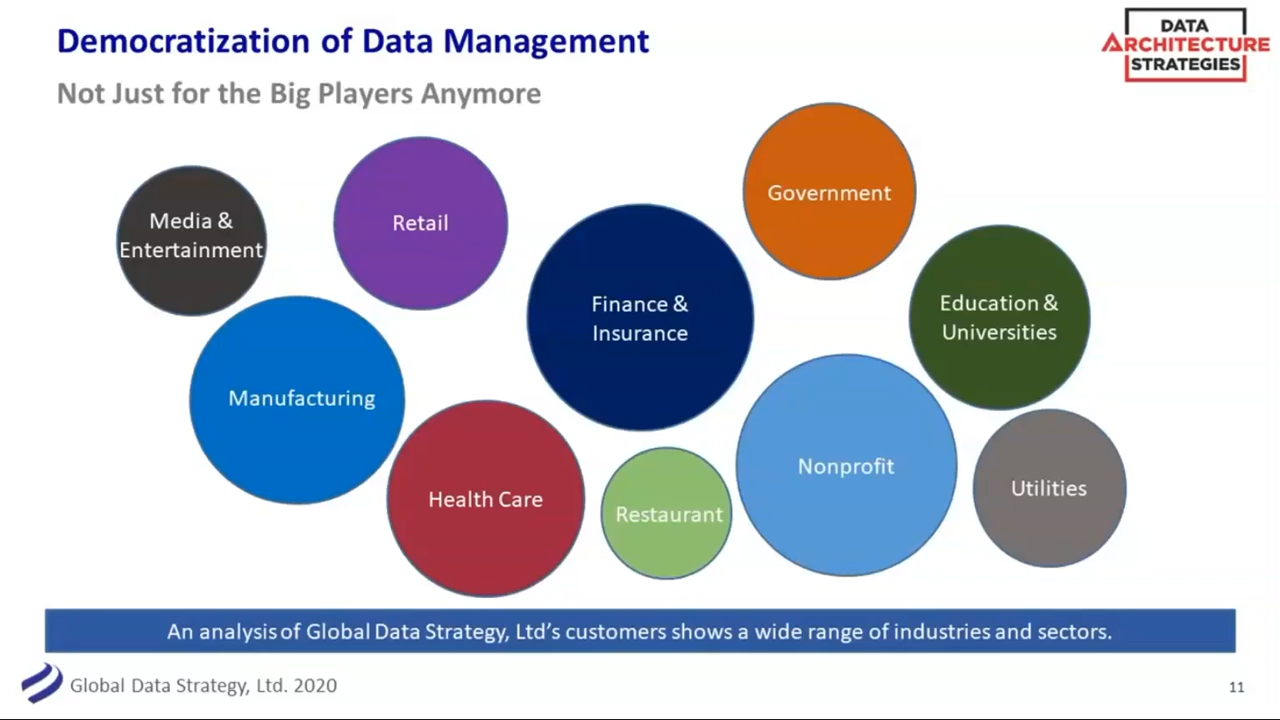 Democratization of Data Management
DATA
ARCHITECTURE
STRATEGIES
Not Just for the Big Players Anymore
Media &
Entertainment
Retail
Government
Finance &
Insurance
Education &
Universities
Manufacturing
Health Care
Restaurant
Nonprofit
Utilities
An analysis of Global Data Strategy, Ltd’s customers shows a wide range of industries and sectors.
Global Data Strategy, Ltd. 2020
11